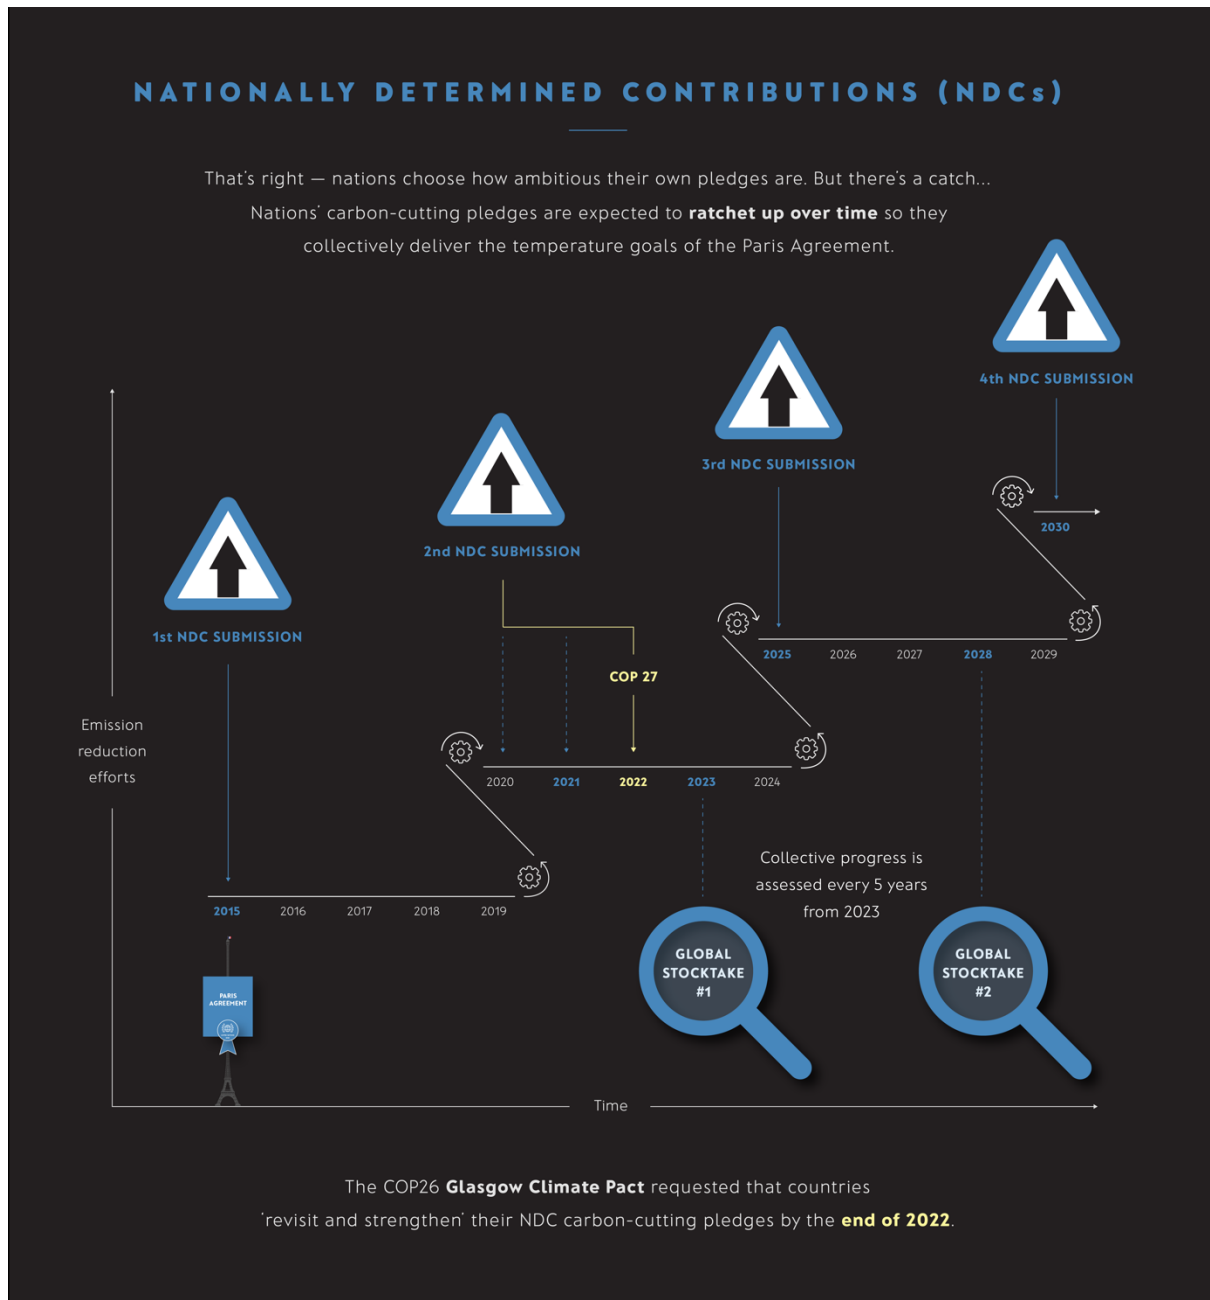 NATIONALLY DETERMINED CONTRIBUTIONS (NDCs)
That's right — nations choose how ambitious their own pledges are. But there's a catch...
Nations' carbon-cutting pledges are expected to ratchet up over time so they
collectively deliver the temperature goals of the Paris Agreement.
4th NDC SUBMISSION
3rd NDC SUBMISSION
2nd NDC SUBMISSION
1st NDC SUBMISSION
2030
2025 2026 2027 2028 2029
COP 27
Emission
reduction
efforts
2020 2021 2022 2023 2024
Collective progress is
assessed every 5 years
from 2023
2015 2016 2017 2018 2019
PARIS
AGREEMENT
GLOBAL
STOCKTAKE
#1
GLOBAL
STOCKTAKE
#2
Time
The COP26 Glasgow Climate Pact requested that countries
'revisit and strengthen' their NDC carbon-cutting pledges by the end of 2022.